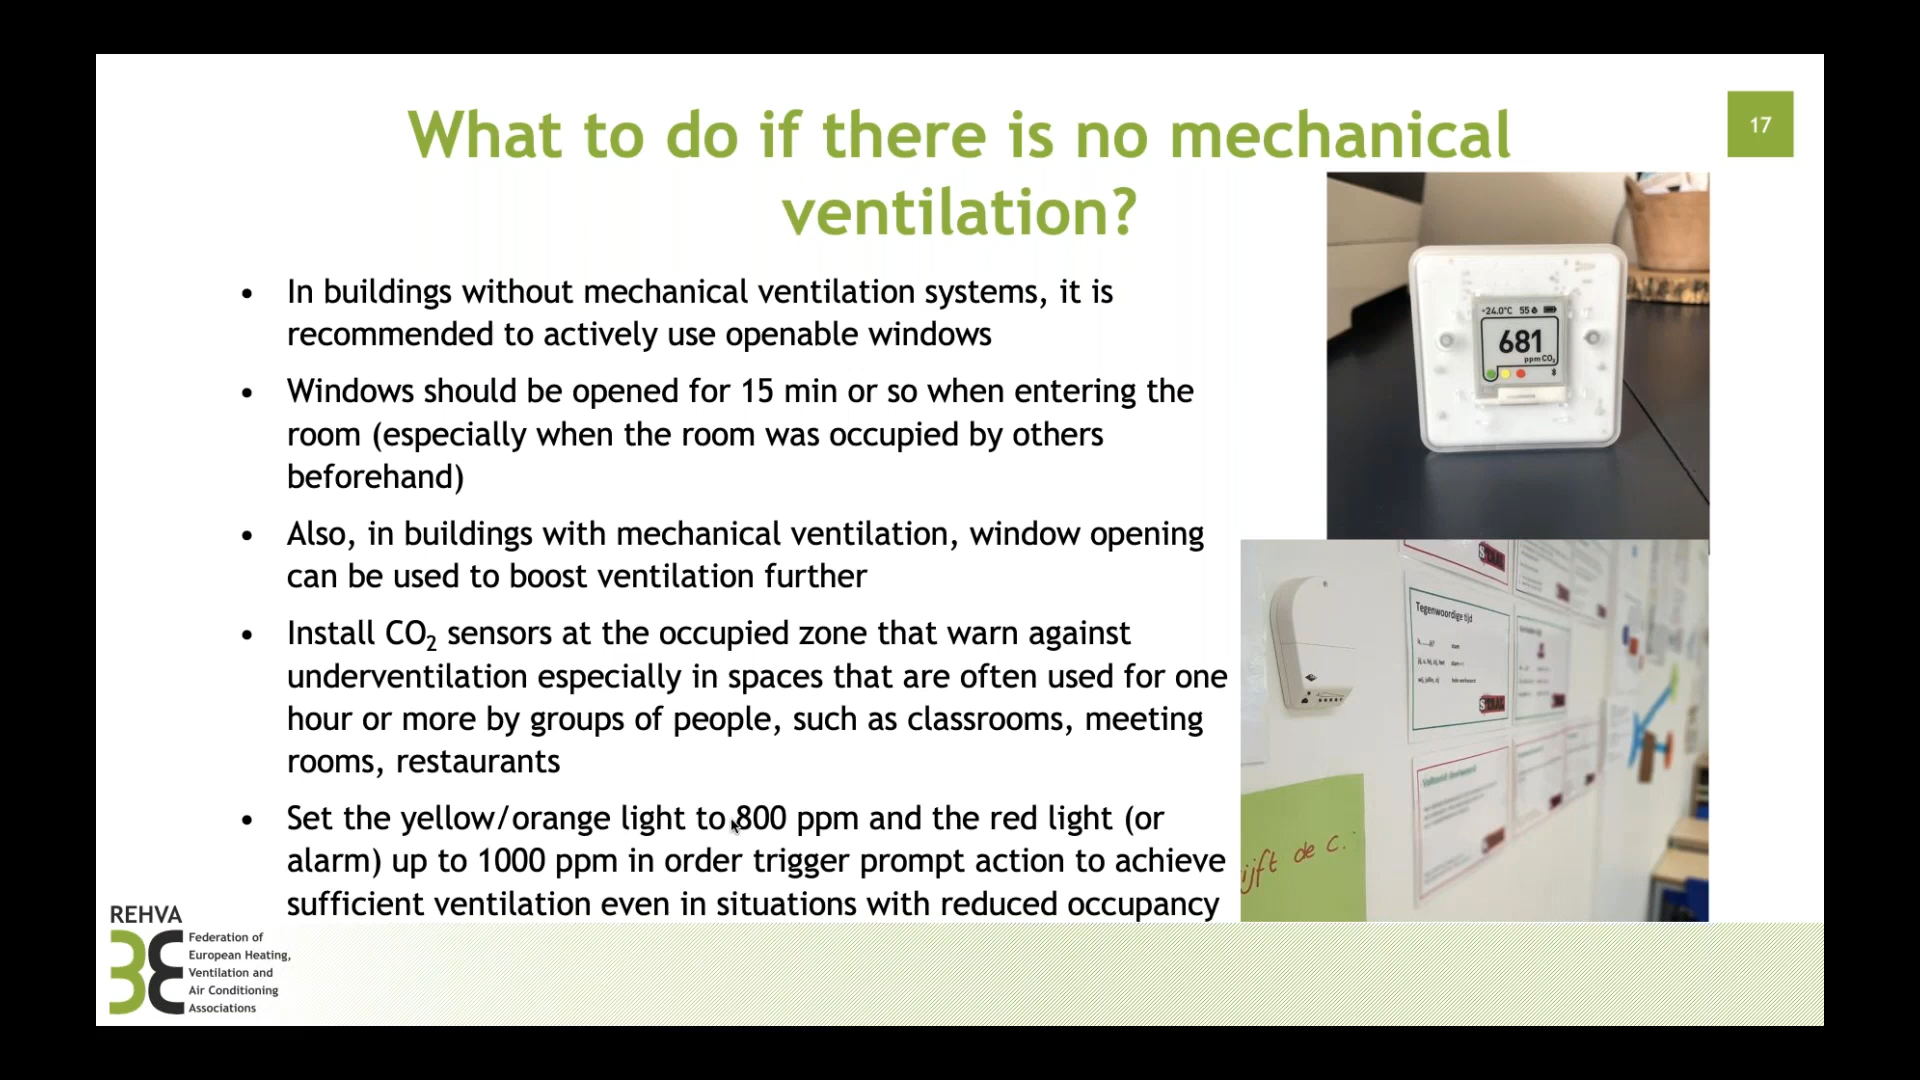 What to do if there is no mechanical
ventilation?
17
• In buildings without mechanical ventilation systems, it is
recommended to actively use openable windows
• Windows should be opened for 15 min or so when entering the
room (especially when the room was occupied by others
beforehand)
• Also, in buildings with mechanical ventilation, window opening
can be used to boost ventilation further
• Install CO₂ sensors at the occupied zone that warn against
underventilation especially in spaces that are often used for one
hour or more by groups of people, such as classrooms, meeting
rooms, restaurants
• Set the yellow/orange light to 800 ppm and the red light (or
alarm) up to 1000 ppm in order trigger prompt action to achieve
sufficient ventilation even in situations with reduced occupancy
24.0°C 55
681
ppm CO₂
Tegenwoordige tijd
ijft de c.
REHVA
Federation of
European Heating,
Ventilation and
Air Conditioning
Associations